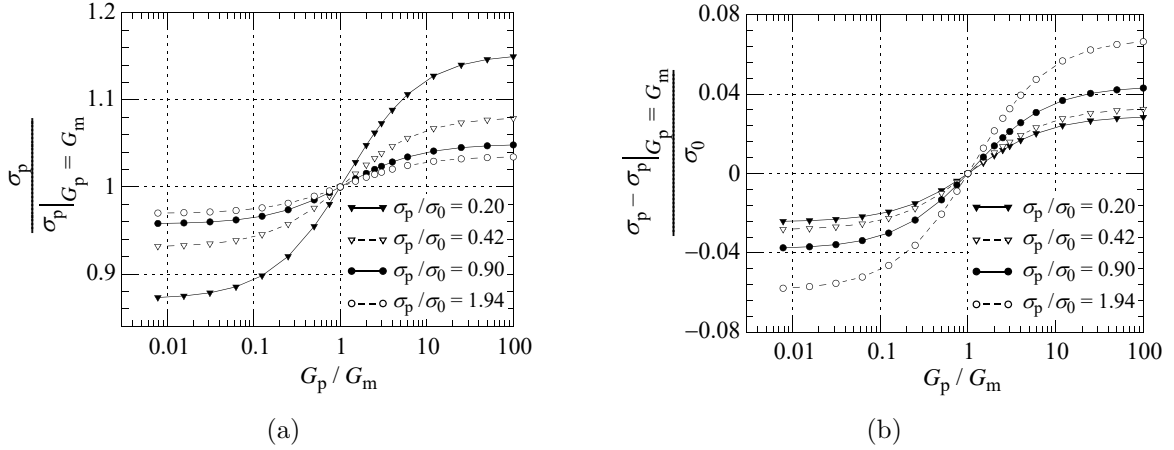 1.2
1.1
1
0.9
σp
σp|Gp = Gm
σp/σ0 = 0.20
σp/σ0 = 0.42
σp/σ0 = 0.90
σp/σ0 = 1.94
0.01 0.1 1 10 100
Gp / Gm
(a)
0.08
0.04
0
−0.04
−0.08
σp − σp|Gp = Gm
σ0
σp/σ0 = 0.20
σp/σ0 = 0.42
σp/σ0 = 0.90
σp/σ0 = 1.94
0.01 0.1 1 10 100
Gp / Gm
(b)